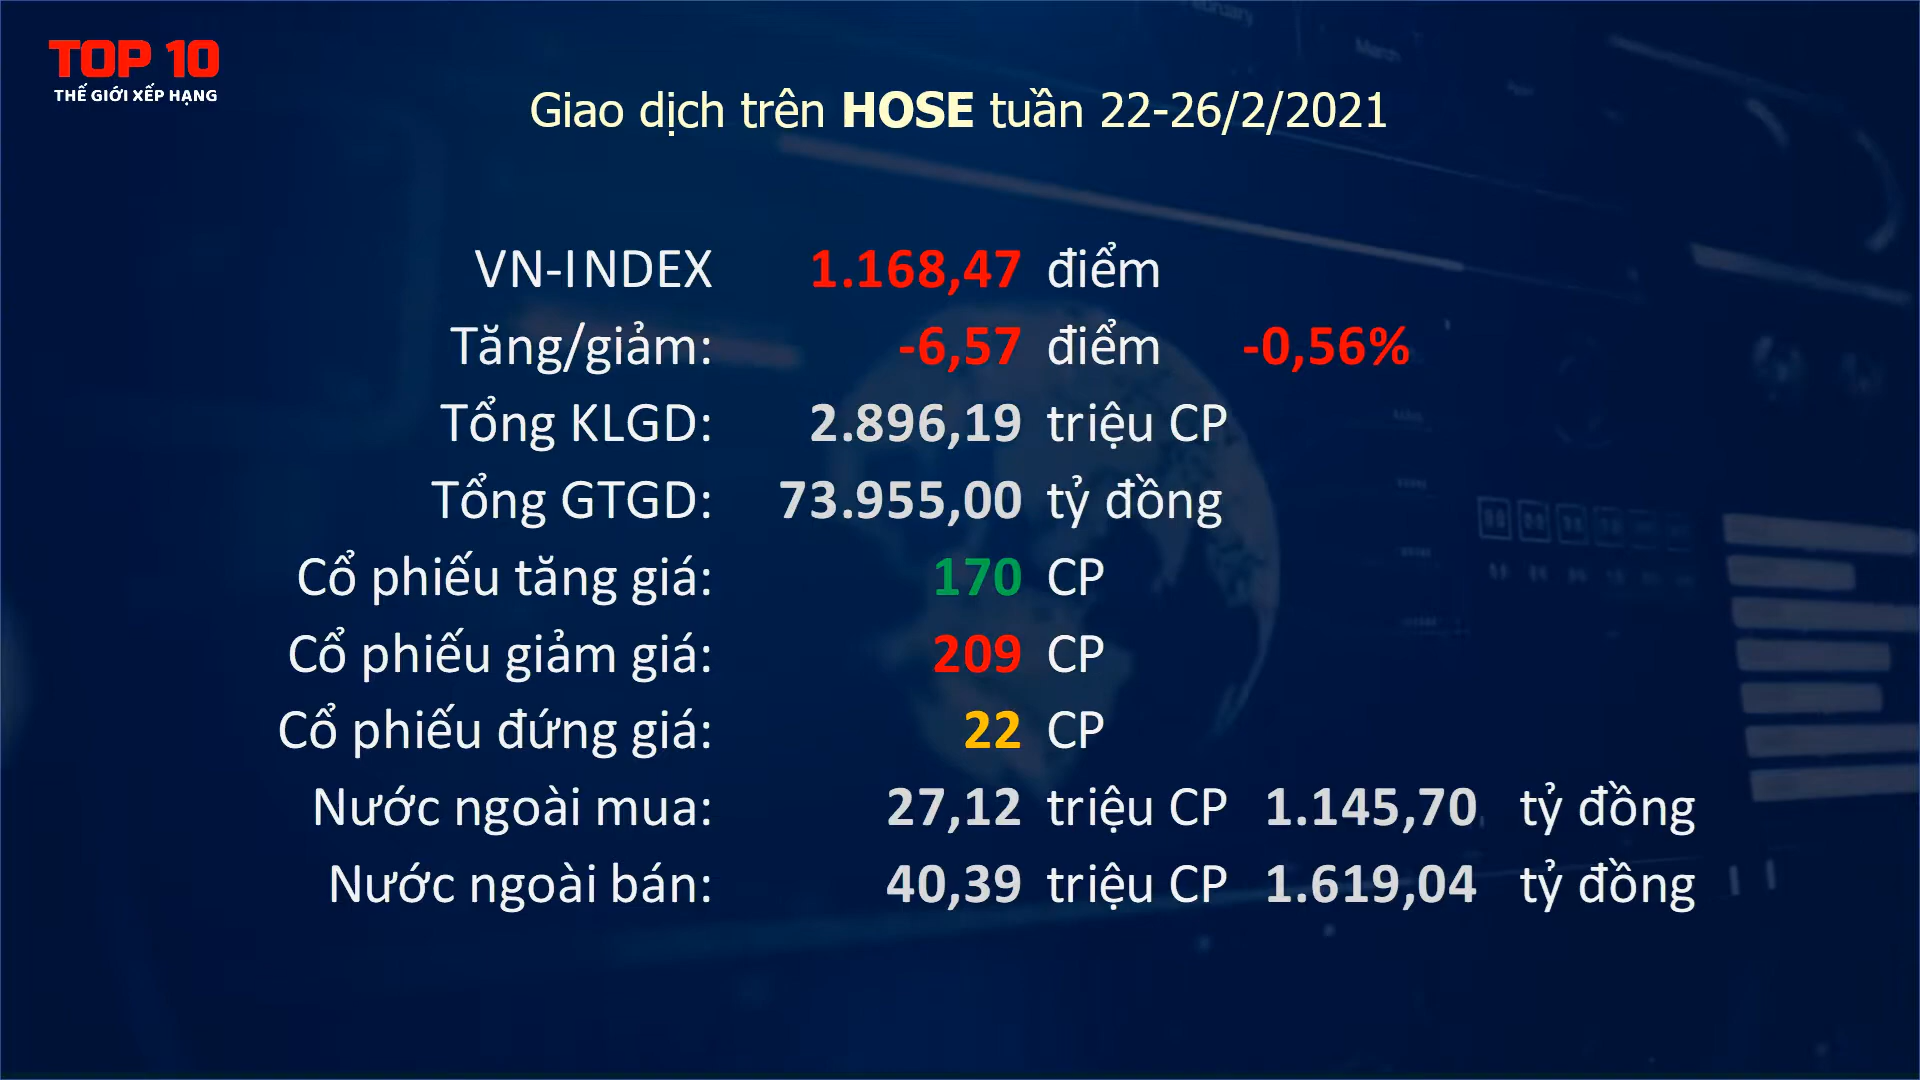 TOP 10
THẾ GIỚI XẾP HẠNG
Giao dịch trên HOSE tuần 22-26/2/2021
VN-INDEX 1.168,47 điểm
Tăng/giảm: -6,57 điểm -0,56%
Tổng KLGD: 2.896,19 triệu CP
Tổng GTGD: 73.955,00 tỷ đồng
Cổ phiếu tăng giá: 170 CP
Cổ phiếu giảm giá: 209 CP
Cổ phiếu đứng giá: 22 CP
Nước ngoài mua: 27,12 triệu CP 1.145,70 tỷ đồng
Nước ngoài bán: 40,39 triệu CP 1.619,04 tỷ đồng